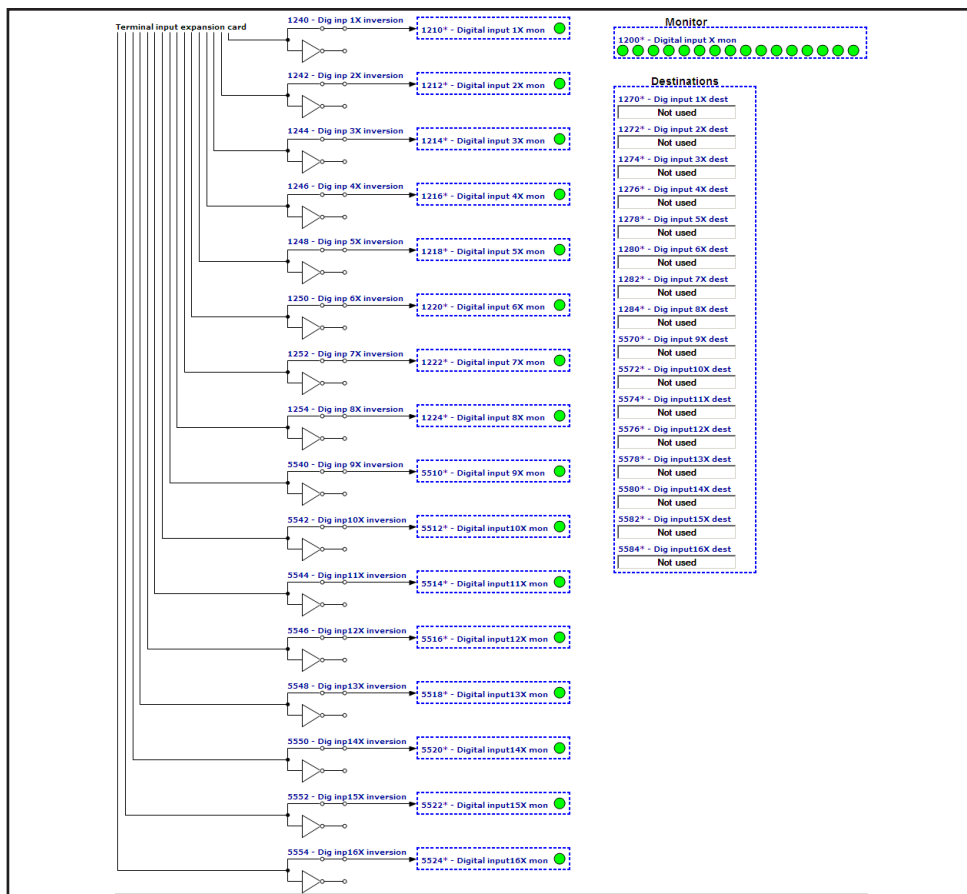 Terminal input expansion card
1240 - Dig inp 1X inversion
1210* - Digital input 1X mon
1242 - Dig inp 2X inversion
1212* - Digital input 2X mon
1244 - Dig inp 3X inversion
1214* - Digital input 3X mon
1246 - Dig inp 4X inversion
1216* - Digital input 4X mon
1248 - Dig inp 5X inversion
1218* - Digital input 5X mon
1250 - Dig inp 6X inversion
1220* - Digital input 6X mon
1252 - Dig inp 7X inversion
1222* - Digital input 7X mon
1254 - Dig inp 8X inversion
1224* - Digital input 8X mon
5540 - Dig inp 9X inversion
5510* - Digital input 9X mon
5542 - Dig inp10X inversion
5512* - Digital input10X mon
5544 - Dig inp11X inversion
5514* - Digital input11X mon
5546 - Dig inp12X inversion
5516* - Digital input12X mon
5548 - Dig inp13X inversion
5518* - Digital input13X mon
5550 - Dig inp14X inversion
5520* - Digital input14X mon
5552 - Dig inp15X inversion
5522* - Digital input15X mon
5554 - Dig inp16X inversion
5524* - Digital input16X mon
Monitor
1200* - Digital input X mon
Destinations
1270* - Dig input 1X dest
Not used
1272* - Dig input 2X dest
Not used
1274* - Dig input 3X dest
Not used
1276* - Dig input 4X dest
Not used
1278* - Dig input 5X dest
Not used
1280* - Dig input 6X dest
Not used
1282* - Dig input 7X dest
Not used
1284* - Dig input 8X dest
Not used
5570* - Dig input 9X dest
Not used
5572* - Dig input10X dest
Not used
5574* - Dig input11X dest
Not used
5576* - Dig input12X dest
Not used
5578* - Dig input13X dest
Not used
5580* - Dig input14X dest
Not used
5582* - Dig input15X dest
Not used
5584* - Dig input16X dest
Not used